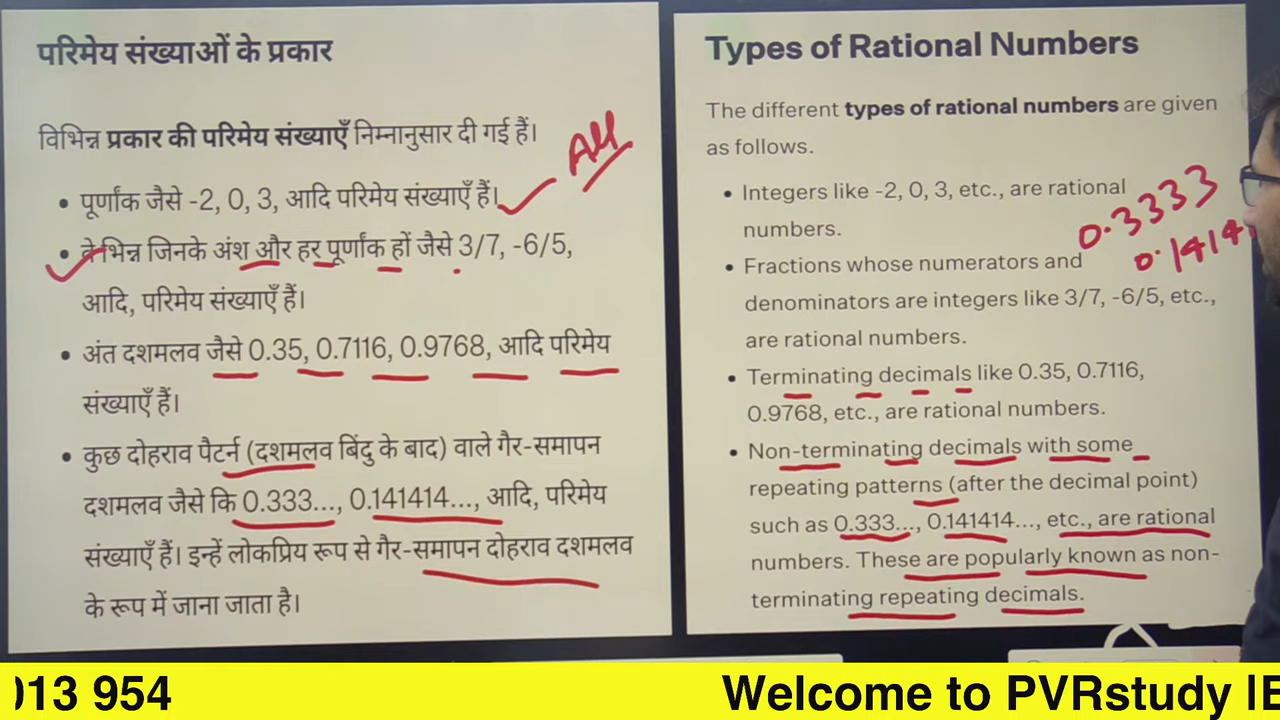 परिमेय संख्याओं के प्रकार
विभिन्न प्रकार की परिमेय संख्याएँ निम्नानुसार दी गई हैं।
All
• पूर्णांक जैसे -2, 0, 3, आदि परिमेय संख्याएँ हैं।
• वे भिन्न जिनके अंश और हर पूर्णांक हों जैसे 3/7, -6/5,
आदि, परिमेय संख्याएँ हैं।
• अंत दशमलव जैसे 0.35, 0.7116, 0.9768, आदि परिमेय
संख्याएँ हैं।
• कुछ दोहराव पैटर्न (दशमलव बिंदु के बाद) वाले गैर-समापन
दशमलव जैसे कि 0.333..., 0.141414..., आदि, परिमेय
संख्याएँ हैं। इन्हें लोकप्रिय रूप से गैर-समापन दोहराव दशमलव
के रूप में जाना जाता है।
Types of Rational Numbers
The different types of rational numbers are given
as follows.
• Integers like -2, 0, 3, etc., are rational
numbers.
0.3333
0.1414
• Fractions whose numerators and
denominators are integers like 3/7, -6/5, etc.,
are rational numbers.
• Terminating decimals like 0.35, 0.7116,
0.9768, etc., are rational numbers.
• Non-terminating decimals with some
repeating patterns (after the decimal point)
such as 0.333..., 0.141414..., etc., are rational
numbers. These are popularly known as non-
terminating repeating decimals.
013 954
Welcome to PVRstudy IE